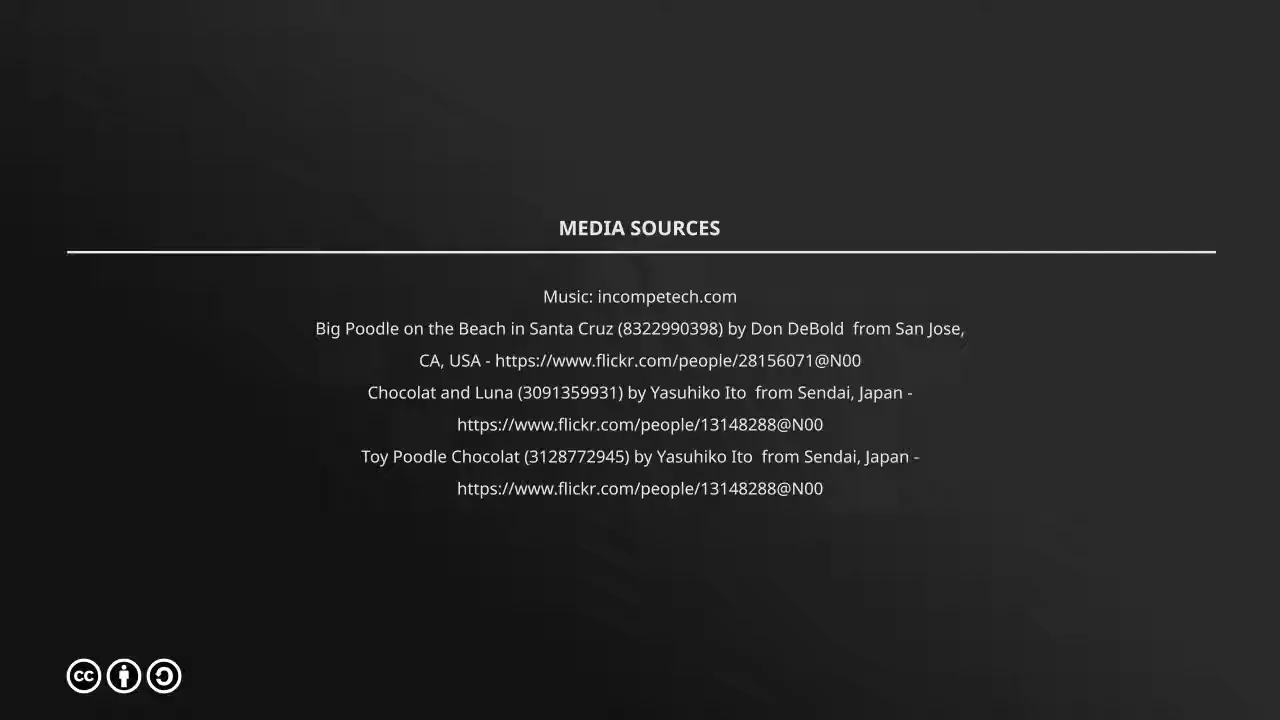 MEDIA SOURCES
Music: incompetech.com
Big Poodle on the Beach in Santa Cruz (8322990398) by Don DeBold  from San Jose,
CA, USA - https://www.flickr.com/people/28156071@N00
Chocolat and Luna (3091359931) by Yasuhiko Ito  from Sendai, Japan -
https://www.flickr.com/people/13148288@N00
Toy Poodle Chocolat (3128772945) by Yasuhiko Ito  from Sendai, Japan -
https://www.flickr.com/people/13148288@N00
cc